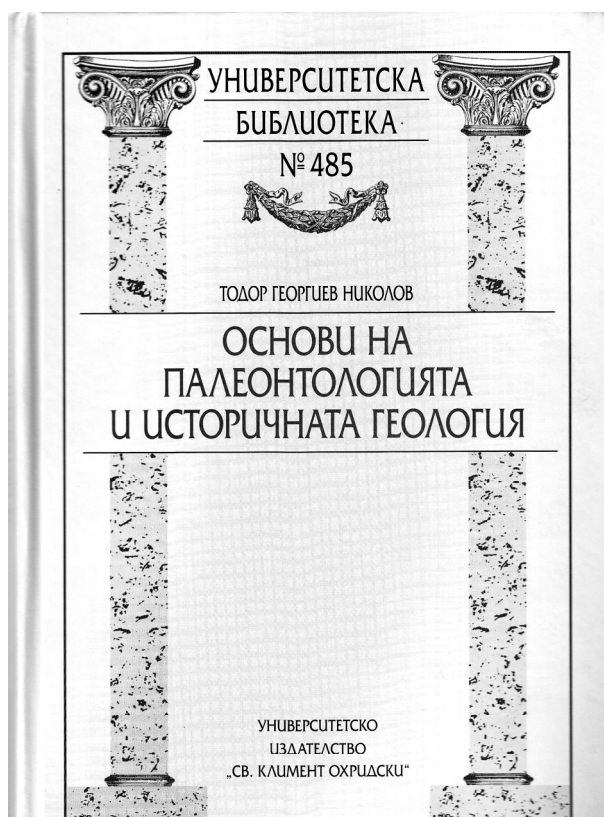 УНИВЕРСИТЕТСКА
БИБЛИОТЕКА
№ 485
ТОДОР ГЕОРГИЕВ НИКОЛОВ
ОСНОВИ НА
ПАЛЕОНТОЛОГИЯТА
И ИСТОРИЧНАТА ГЕОЛОГИЯ
УНИВЕРСИТЕТСКО
ИЗДАТЕЛСТВО
„СВ. КЛИМЕНТ ОХРИДСКИ“